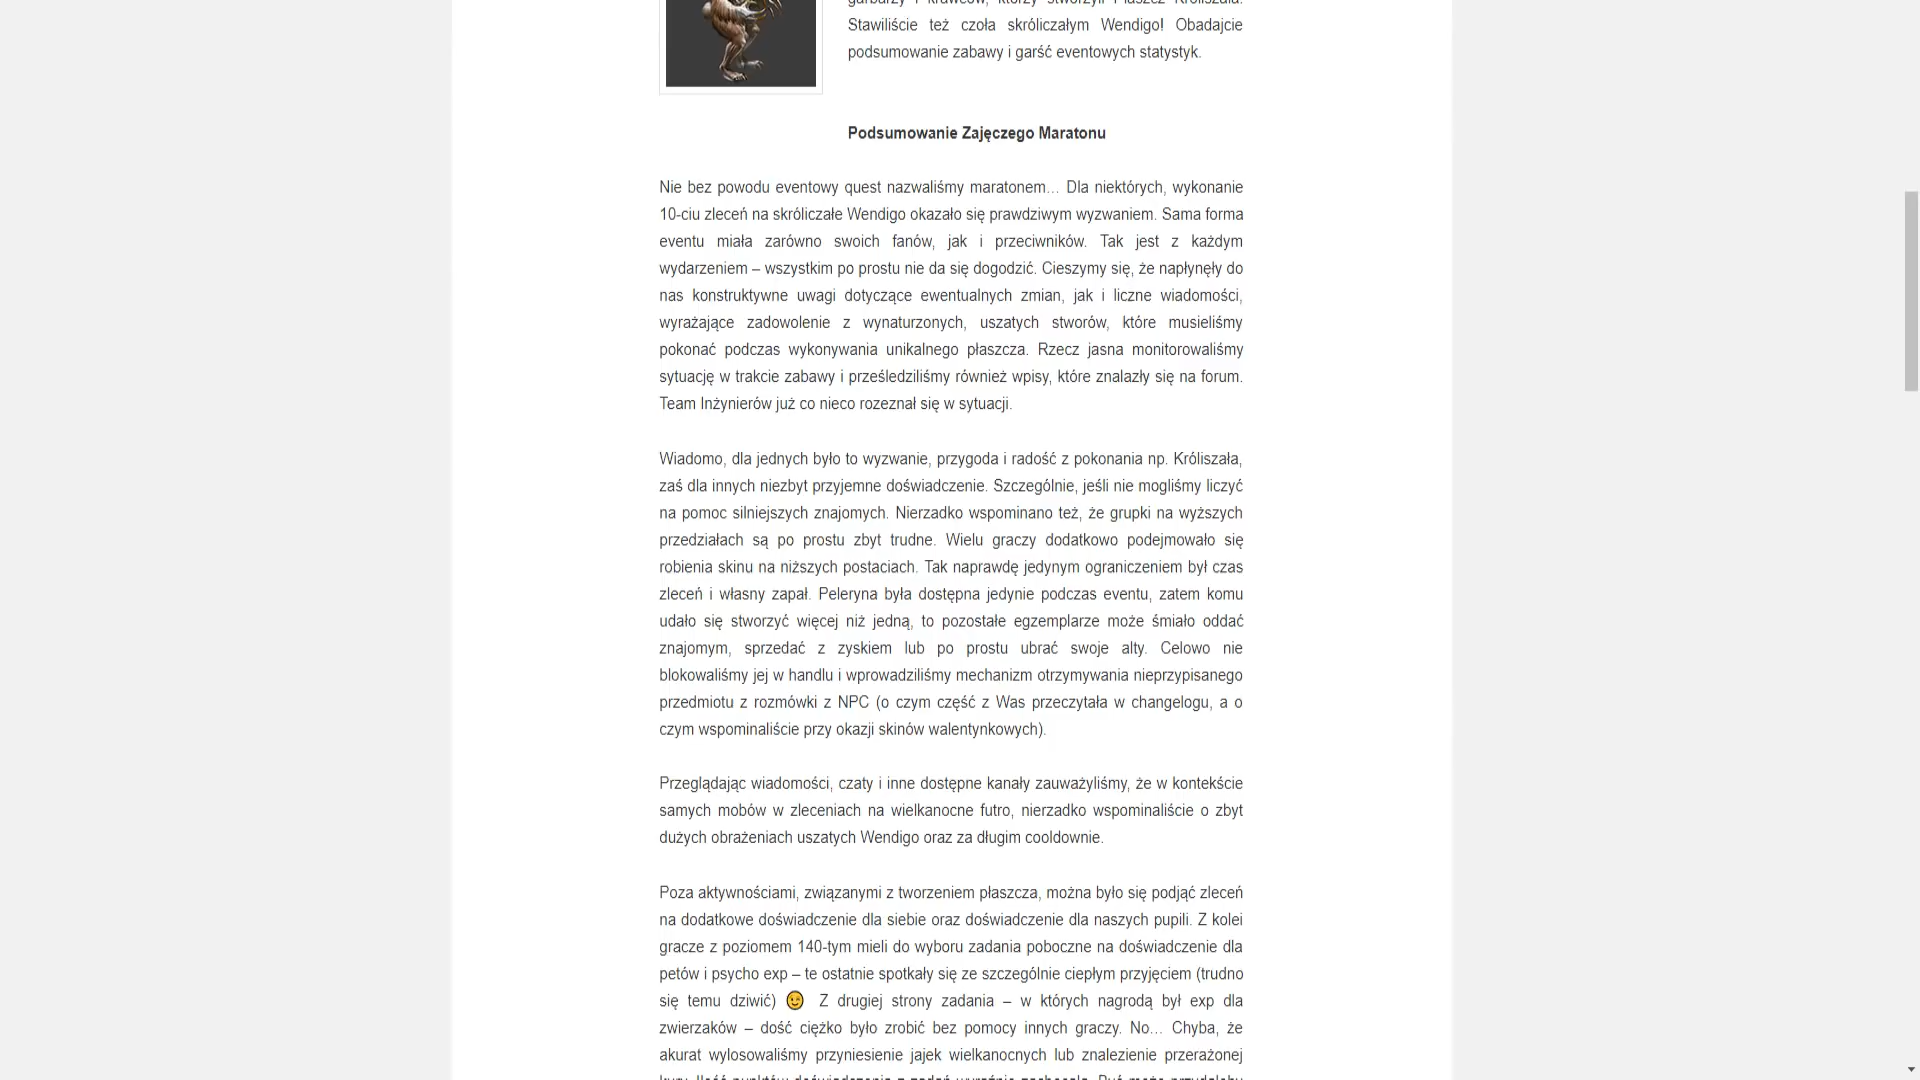 garbarzy i krawców, którzy stworzyli Płaszcz Króliszała.
Stawiliście też czoła skróliczałym Wendigo! Obadajcie
podsumowanie zabawy i garść eventowych statystyk.
Podsumowanie Zajęczego Maratonu
Nie bez powodu eventowy quest nazwaliśmy maratonem… Dla niektórych, wykonanie
10-ciu zleceń na skróliczałe Wendigo okazało się prawdziwym wyzwaniem. Sama forma
eventu miała zarówno swoich fanów, jak i przeciwników. Tak jest z każdym
wydarzeniem – wszystkim po prostu nie da się dogodzić. Cieszymy się, że napłynęły do
nas konstruktywne uwagi dotyczące ewentualnych zmian, jak i liczne wiadomości,
wyrażające zadowolenie z wynaturzonych, uszatych stworów, które musieliśmy
pokonać podczas wykonywania unikalnego płaszcza. Rzecz jasna monitorowaliśmy
sytuację w trakcie zabawy i prześledziliśmy również wpisy, które znalazły się na forum.
Team Inżynierów już co nieco rozeznał się w sytuacji.
Wiadomo, dla jednych było to wyzwanie, przygoda i radość z pokonania np. Króliszała,
zaś dla innych niezbyt przyjemne doświadczenie. Szczególnie, jeśli nie mogliśmy liczyć
na pomoc silniejszych znajomych. Nierzadko wspominano też, że grupki na wyższych
przedziałach są po prostu zbyt trudne. Wielu graczy dodatkowo podejmowało się
robienia skinu na niższych postaciach. Tak naprawdę jedynym ograniczeniem był czas
zleceń i własny zapał. Peleryna była dostępna jedynie podczas eventu, zatem komu
udało się stworzyć więcej niż jedną, to pozostałe egzemplarze może śmiało oddać
znajomym, sprzedać z zyskiem lub po prostu ubrać swoje alty. Celowo nie
blokowaliśmy jej w handlu i wprowadziliśmy mechanizm otrzymywania nieprzypisanego
przedmiotu z rozmówki z NPC (o czym część z Was przeczytała w changelogu, a o
czym wspominaliście przy okazji skinów walentynkowych).
Przeglądając wiadomości, czaty i inne dostępne kanały zauważyliśmy, że w kontekście
samych mobów w zleceniach na wielkanocne futro, nierzadko wspominaliście o zbyt
dużych obrażeniach uszatych Wendigo oraz za długim cooldownie.
Poza aktywnościami, związanymi z tworzeniem płaszcza, można było się podjąć zleceń
na dodatkowe doświadczenie dla siebie oraz doświadczenie dla naszych pupili. Z kolei
gracze z poziomem 140-tym mieli do wyboru zadania poboczne na doświadczenie dla
petów i psycho exp – te ostatnie spotkały się ze szczególnie ciepłym przyjęciem (trudno
się temu dziwić) 😉 Z drugiej strony zadania – w których nagrodą był exp dla
zwierzaków – dość ciężko było zrobić bez pomocy innych graczy. No… Chyba, że
akurat wylosowaliśmy przyniesienie jajek wielkanocnych lub znalezienie przerażonej